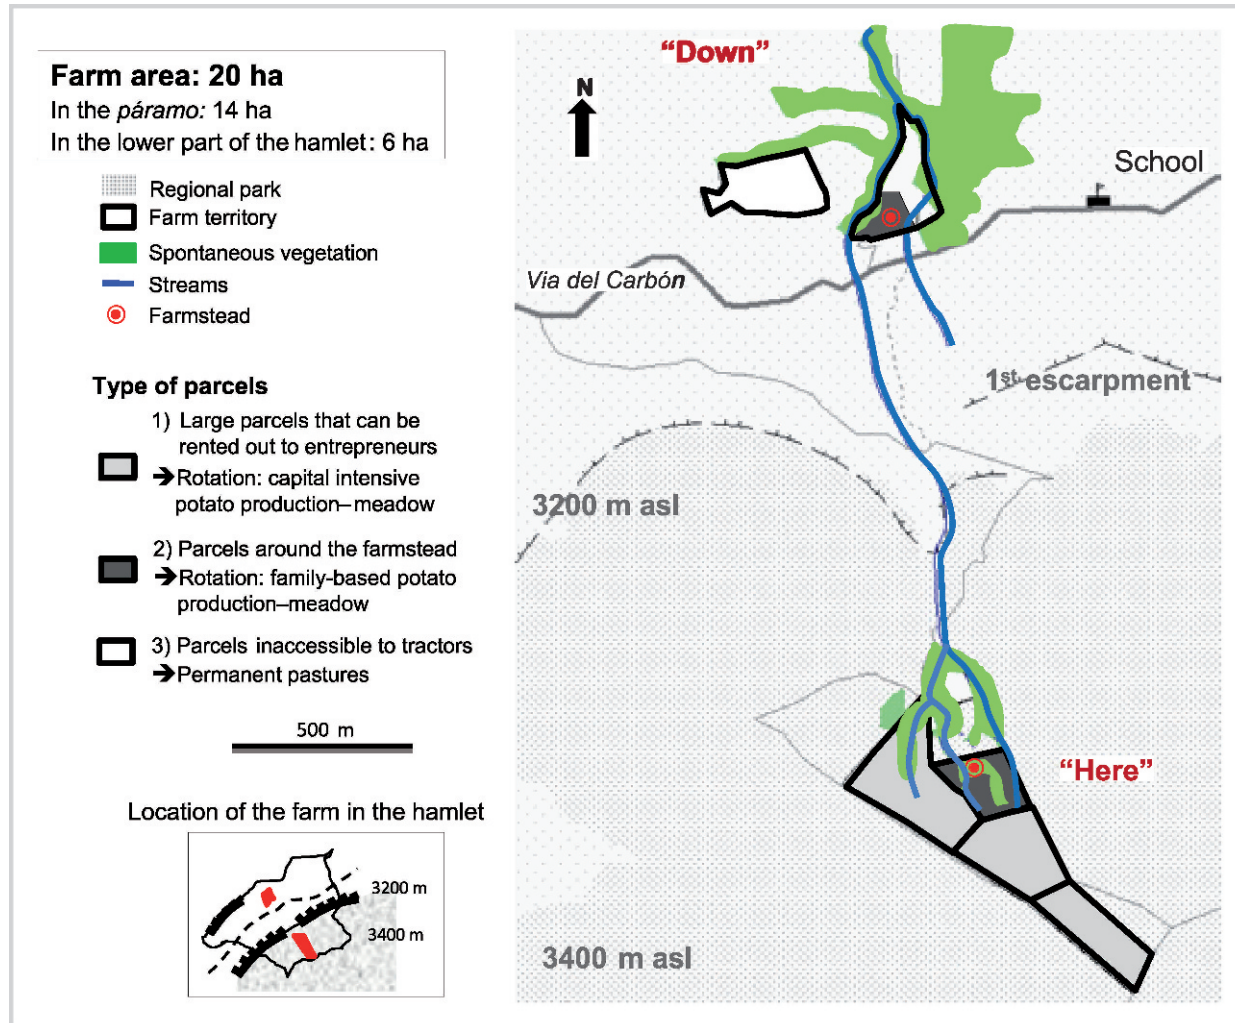 Farm area: 20 ha
In the páramo: 14 ha
In the lower part of the hamlet: 6 ha
Regional park
Farm territory
Spontaneous vegetation
Streams
Farmstead
Type of parcels
1) Large parcels that can be
rented out to entrepreneurs
➔Rotation: capital intensive
potato production–meadow
2) Parcels around the farmstead
➔Rotation: family-based potato
production–meadow
3) Parcels inaccessible to tractors
➔Permanent pastures
500 m
Location of the farm in the hamlet
3200 m
3400 m
“Down”
N
School
Via del Carbón
1st escarpment
3200 m asl
“Here”
3400 m asl